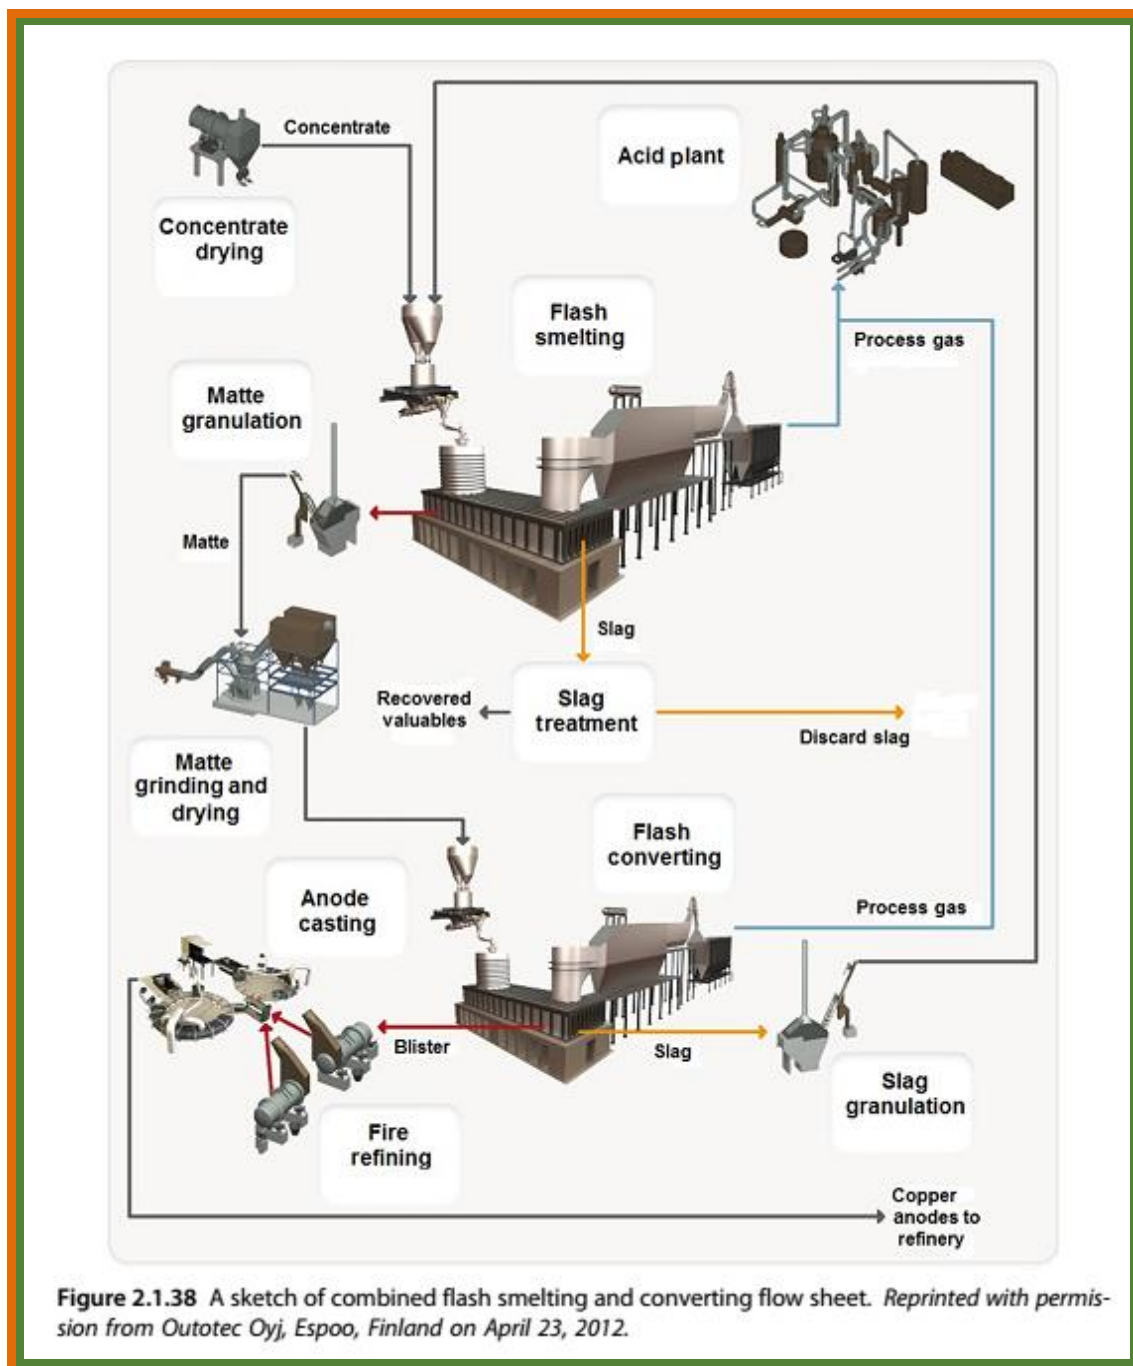 Concentrate
Acid plant
Concentrate
drying
Flash
smelting
Process gas
Matte
granulation
Matte
Slag
Recovered
valuables
Slag
treatment
Discard slag
Matte
grinding and
drying
Flash
converting
Anode
casting
Process gas
Blister
Slag
Slag
granulation
Fire
refining
Copper
anodes to
refinery
Figure 2.1.38 A sketch of combined flash smelting and converting flow sheet. Reprinted with permis-
sion from Outotec Oyj, Espoo, Finland on April 23, 2012.